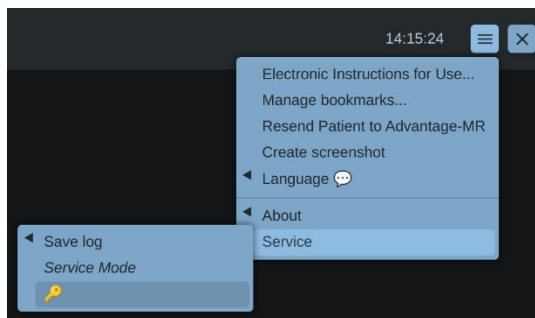 14:15:24
Electronic Instructions for Use...
Manage bookmarks...
Resend Patient to Advantage-MR
Create screenshot
Language 💬
About
Service
Save log
Service Mode
🔑